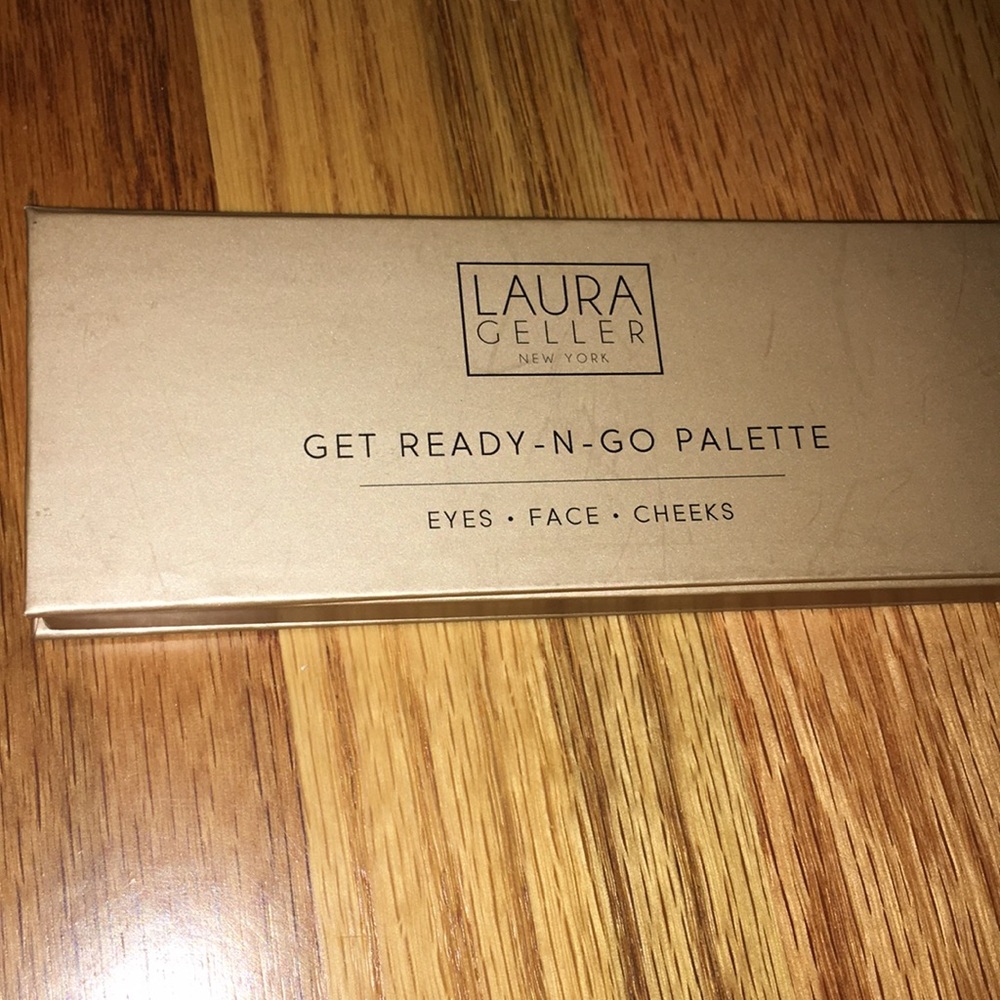 LAURA
GELLER
NEW YORK
GET READY-N-GO PALETTE
EYES • FACE • CHEEKS